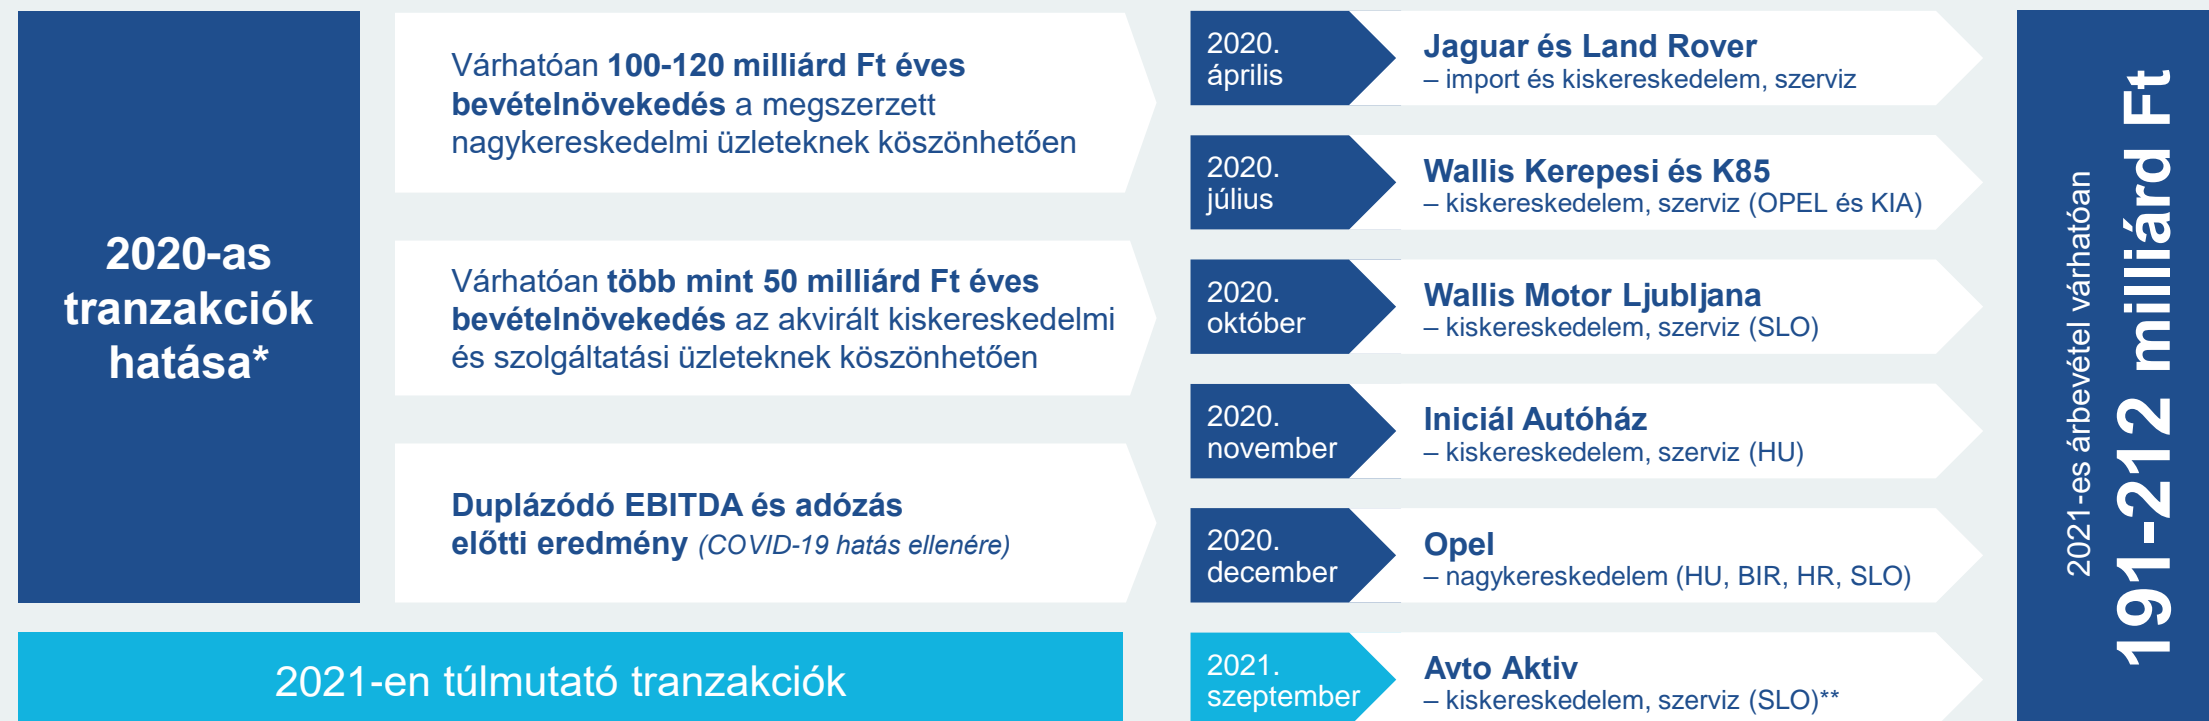 2020-as
tranzakciók
hatása*
Várhatóan 100-120 milliárd Ft éves
bevételnövekedés a megszerzett
nagykereskedelmi üzleteknek köszönhetően
Várhatóan több mint 50 milliárd Ft éves
bevételnövekedés az akvirált kiskereskedelmi
és szolgáltatási üzleteknek köszönhetően
Duplázódó EBITDA és adózás
előtti eredmény (COVID-19 hatás ellenére)
2021-en túlmutató tranzakciók
2020.
április
Jaguar és Land Rover
– import és kiskereskedelem, szerviz
2020.
július
Wallis Kerepesi és K85
– kiskereskedelem, szerviz (OPEL és KIA)
2020.
október
Wallis Motor Ljubljana
– kiskereskedelem, szerviz (SLO)
2020.
november
Iniciál Autóház
– kiskereskedelem, szerviz (HU)
2020.
december
Opel
– nagykereskedelem (HU, BIR, HR, SLO)
2021.
szeptember
Avto Aktiv
– kiskereskedelem, szerviz (SLO)**
2021-es árbevétel várhatóan
191-212 milliárd Ft